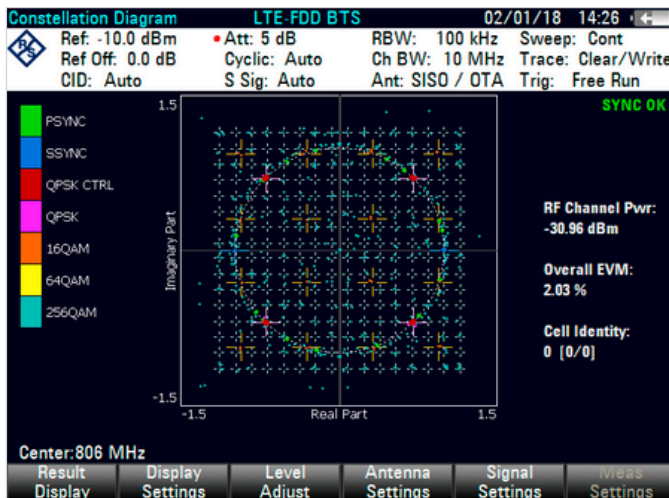 Constellation Diagram LTE-FDD BTS 02/01/18 14:26
Ref: -10.0 dBm • Att: 5 dB RBW: 100 kHz Sweep: Cont
Ref Off: 0.0 dB Cyclic: Auto Ch BW: 10 MHz Trace: Clear/Write
CID: Auto S Sig: Auto Ant: SISO / OTA Trig: Free Run
R&S
SYNC OK
1.5
PSYNC
SSYNC
QPSK CTRL
QPSK
16QAM
64QAM
256QAM
Imaginary Part
-1.5
-1.5 Real Part 1.5
RF Channel Pwr:
-30.96 dBm
Overall EVM:
2.03 %
Cell Identity:
0 [0/0]
Center:806 MHz
Result Display Level Antenna Signal Meas
Display Settings Adjust Settings Settings Settings